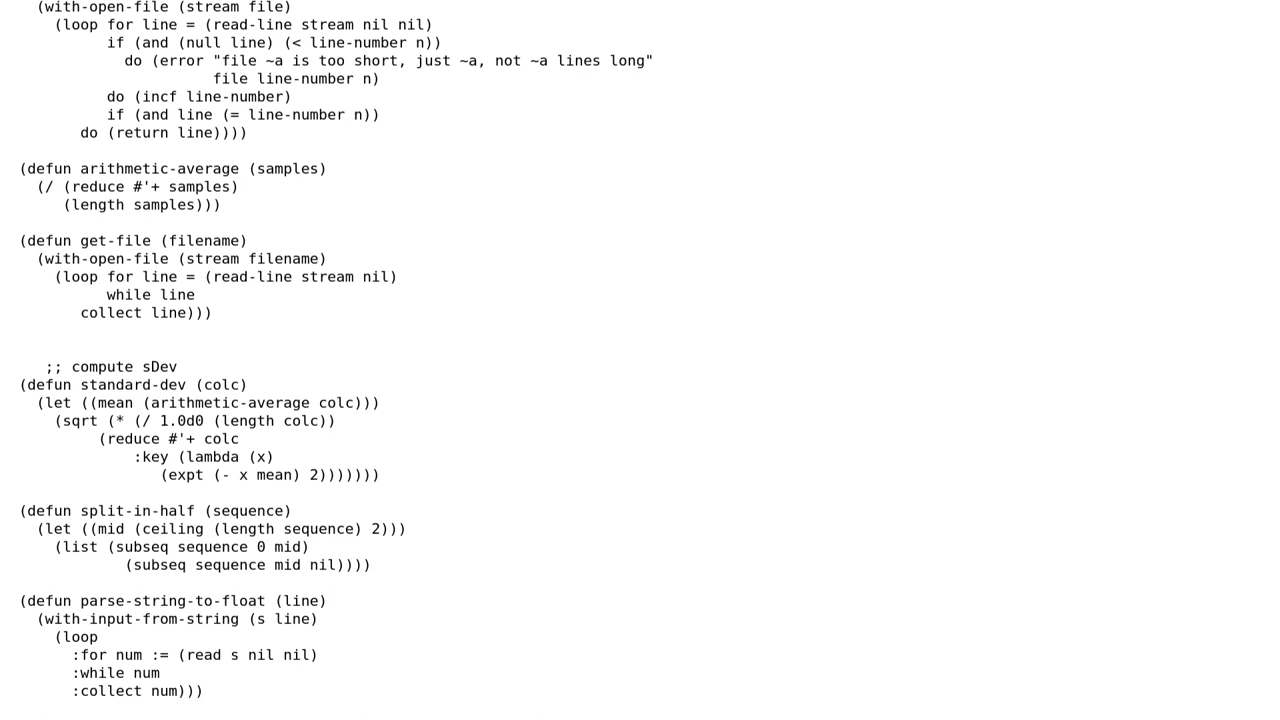 (with-open-file (stream file)
(loop for line = (read-line stream nil nil)
if (and (null line) (< line-number n))
do (error "file ~a is too short, just ~a, not ~a lines long"
file line-number n)
do (incf line-number)
if (and line (= line-number n))
do (return line))))
(defun arithmetic-average (samples)
(/ (reduce #'+ samples)
(length samples)))
(defun get-file (filename)
(with-open-file (stream filename)
(loop for line = (read-line stream nil)
while line
collect line)))
;; compute sDev
(defun standard-dev (colc)
(let ((mean (arithmetic-average colc)))
(sqrt (* (/ 1.0d0 (length colc))
(reduce #'+ colc
:key (lambda (x)
(expt (- x mean) 2)))))))
(defun split-in-half (sequence)
(let ((mid (ceiling (length sequence) 2)))
(list (subseq sequence 0 mid)
(subseq sequence mid nil))))
(defun parse-string-to-float (line)
(with-input-from-string (s line)
(loop
:for num := (read s nil nil)
:while num
:collect num)))